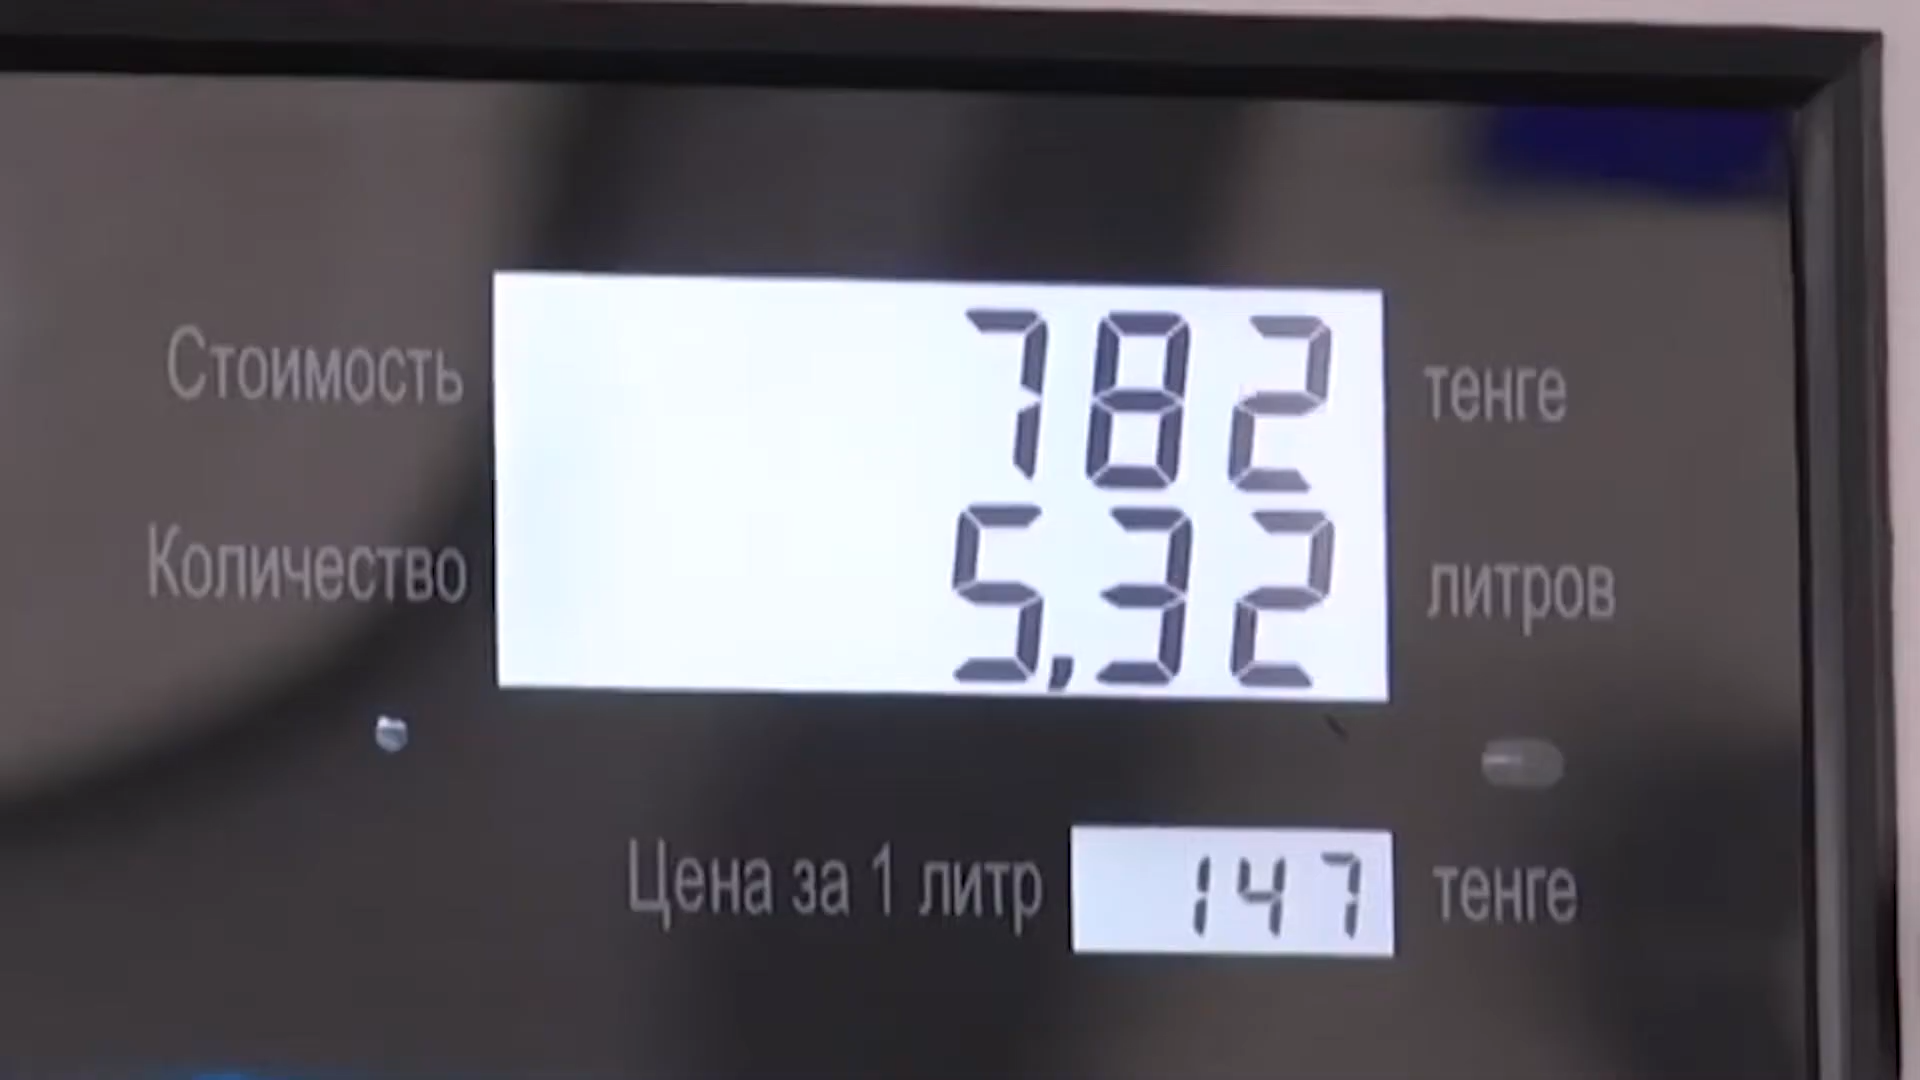 Стоимость 782 тенге
Количество 5,32 литров
Цена за 1 литр 147 тенге